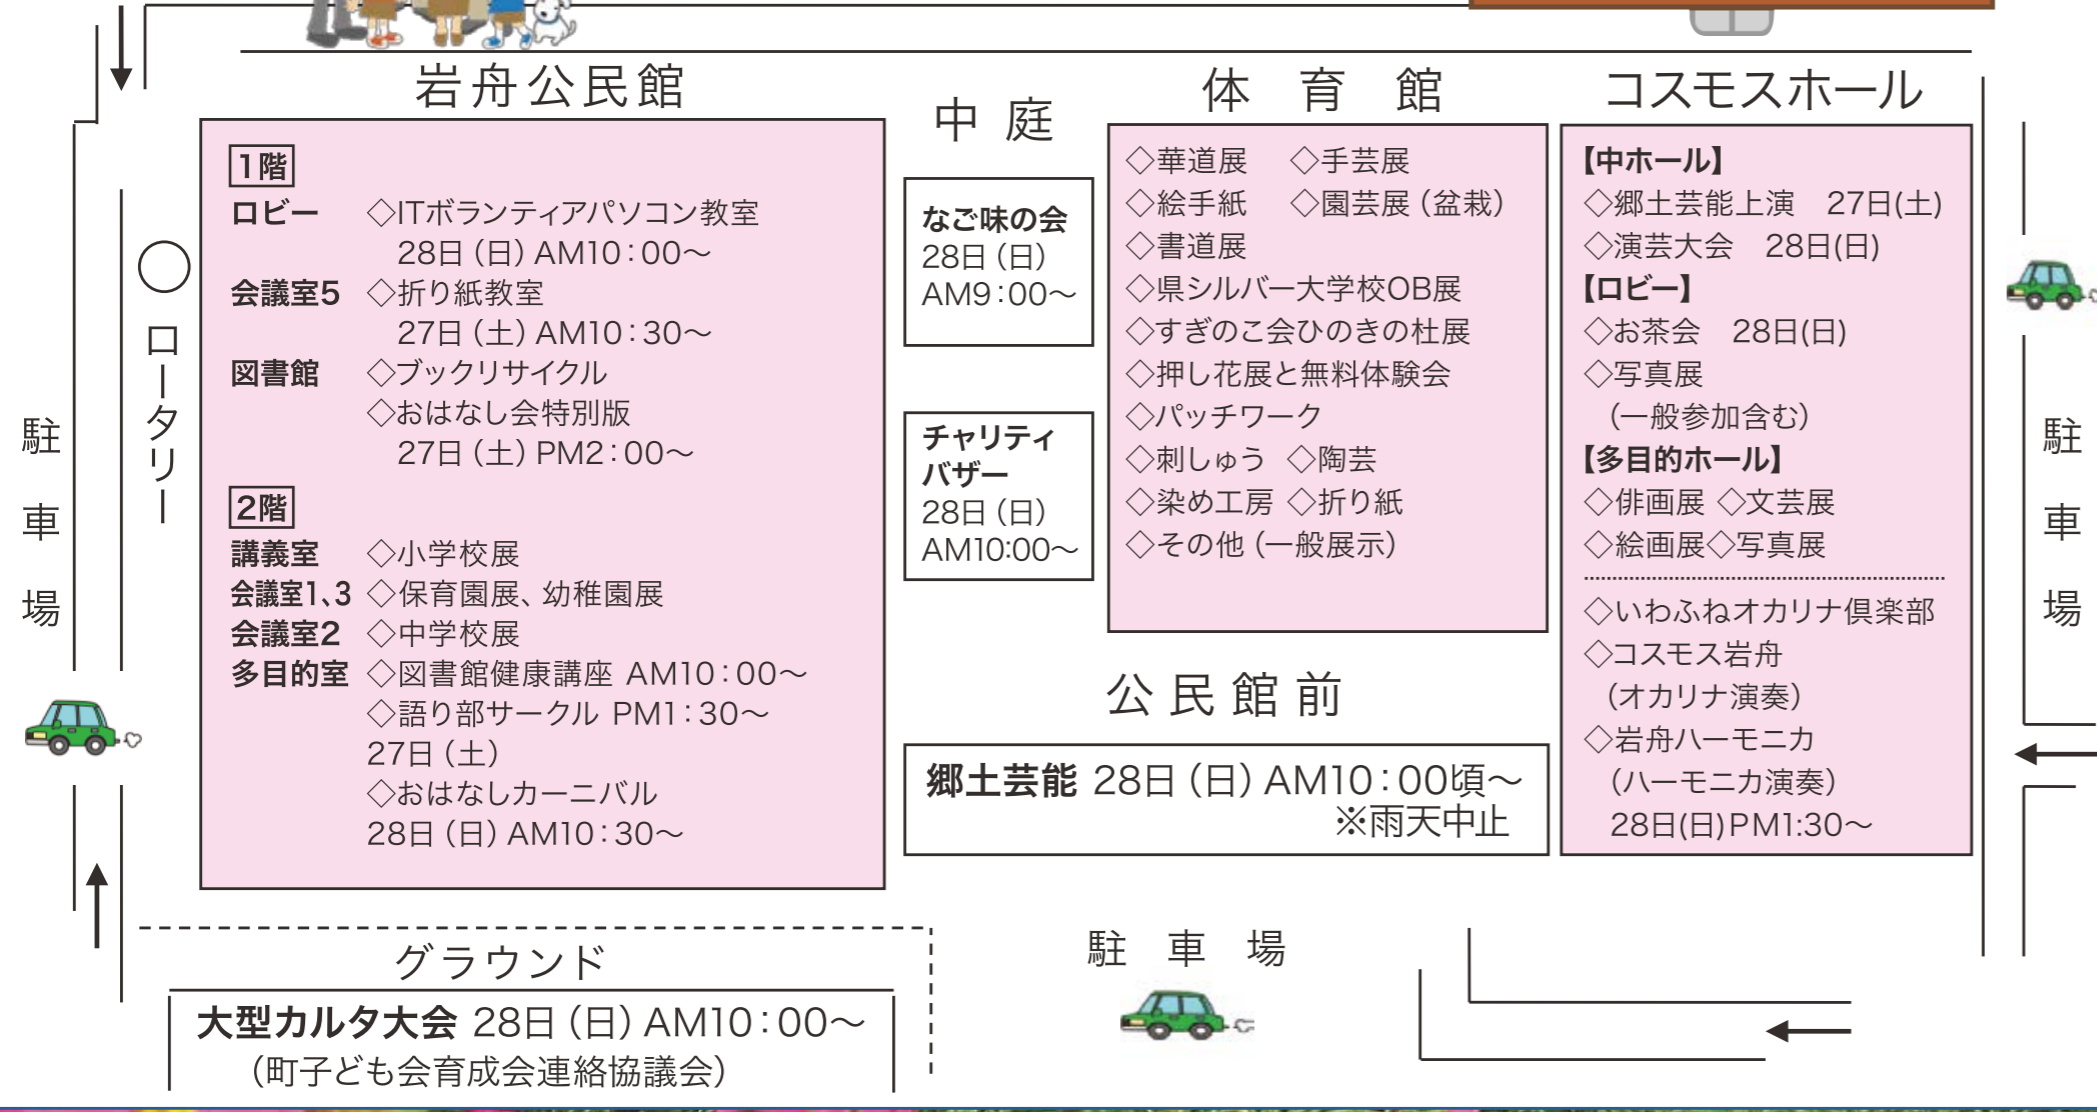 岩舟公民館
1階
ロビー ◇ITボランティアパソコン教室
28日(日)AM10:00～
会議室5 ◇折り紙教室
27日(土)AM10:30～
図書館 ◇ブックリサイクル
◇おはなし会特別版
27日(土)PM2:00～
2階
講義室 ◇小学校展
会議室1、3 ◇保育園展、幼稚園展
会議室2 ◇中学校展
多目的室 ◇図書館健康講座 AM10:00～
◇語り部サークル PM1:30～
27日(土)
◇おはなしカーニバル
28日(日)AM10:30～
中庭
なご味の会
28日(日)
AM9:00～
チャリティ
バザー
28日(日)
AM10:00～
体育館
◇華道展 ◇手芸展
◇絵手紙 ◇園芸展(盆栽)
◇書道展
◇県シルバー大学校OB展
◇すぎのこ会ひのきの杜展
◇押し花展と無料体験会
◇パッチワーク
◇刺しゅう ◇陶芸
◇染め工房 ◇折り紙
◇その他(一般展示)
コスモスホール
【中ホール】
◇郷土芸能上演 27日(土)
◇演芸大会 28日(日)
【ロビー】
◇お茶会 28日(日)
◇写真展
(一般参加含む)
【多目的ホール】
◇俳画展 ◇文芸展
◇絵画展◇写真展
◇いわふねオカリナ倶楽部
◇コスモス岩舟
(オカリナ演奏)
◇岩舟ハーモニカ
(ハーモニカ演奏)
28日(日)PM1:30～
公民館前
郷土芸能 28日(日)AM10:00頃～
※雨天中止
ロータリー
駐車場
駐車場
グラウンド
大型カルタ大会 28日(日)AM10:00～
(町子ども会育成会連絡協議会)
駐車場